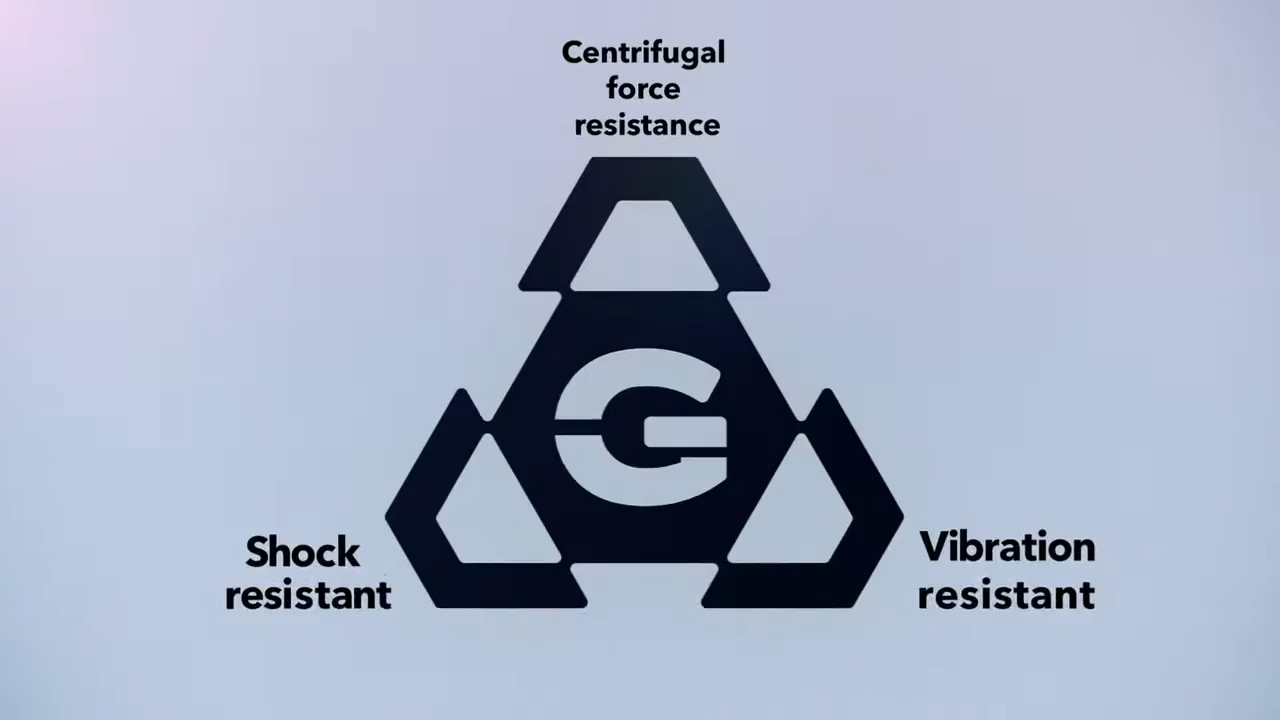 Centrifugal
force
resistance
G
Shock
resistant
Vibration
resistant